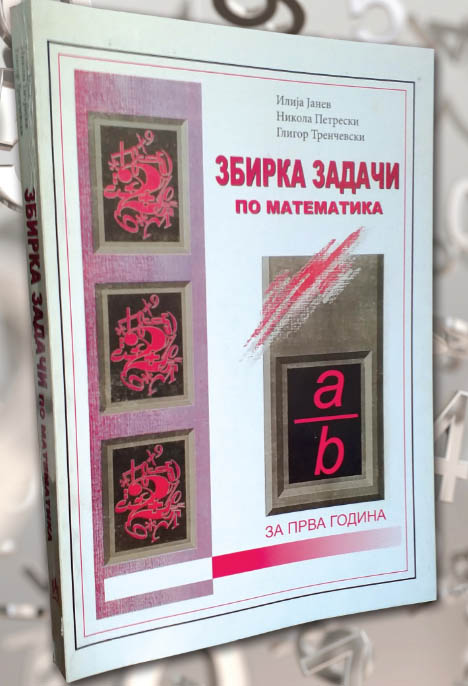 Илија Јанев
Никола Петрески
Глигор Тренчевски
ЗБИРКА ЗАДАЧИ
ПО МАТЕМАТИКА
a
b
ЗА ПРВА ГОДИНА
ЗБИРКА ЗАДАЧИ ПО МАТЕМАТИКА